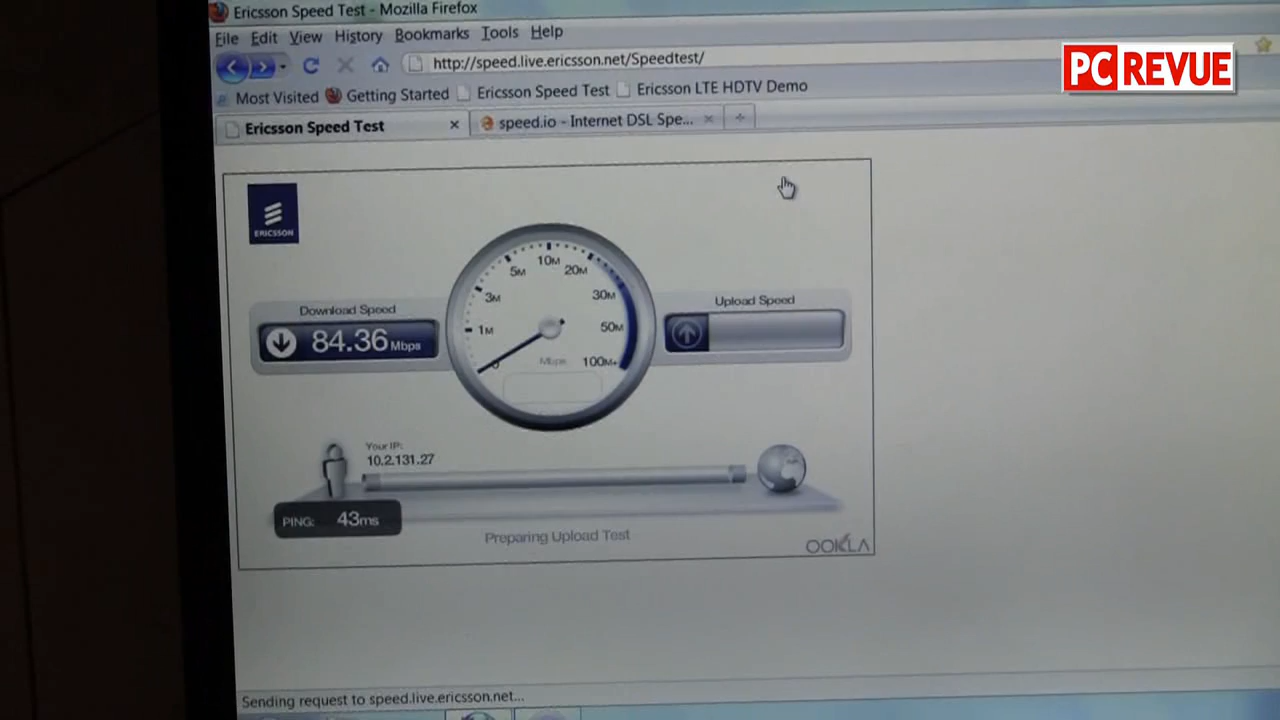 Ericsson Speed Test - Mozilla Firefox
File Edit View History Bookmarks Tools Help
http://speed.live.ericsson.net/Speedtest/
PC REVUE
Most Visited Getting Started Ericsson Speed Test Ericsson LTE HDTV Demo
Ericsson Speed Test
speed.io - Internet DSL Spe...
ERICSSON
Download Speed
84.36 Mbps
0
1M
3M
5M
10M
20M
30M
50M
100M+
Mbps
Upload Speed
Your IP:
10.2.131.27
PING: 43ms
Preparing Upload Test
OOKLA
Sending request to speed.live.ericsson.net...